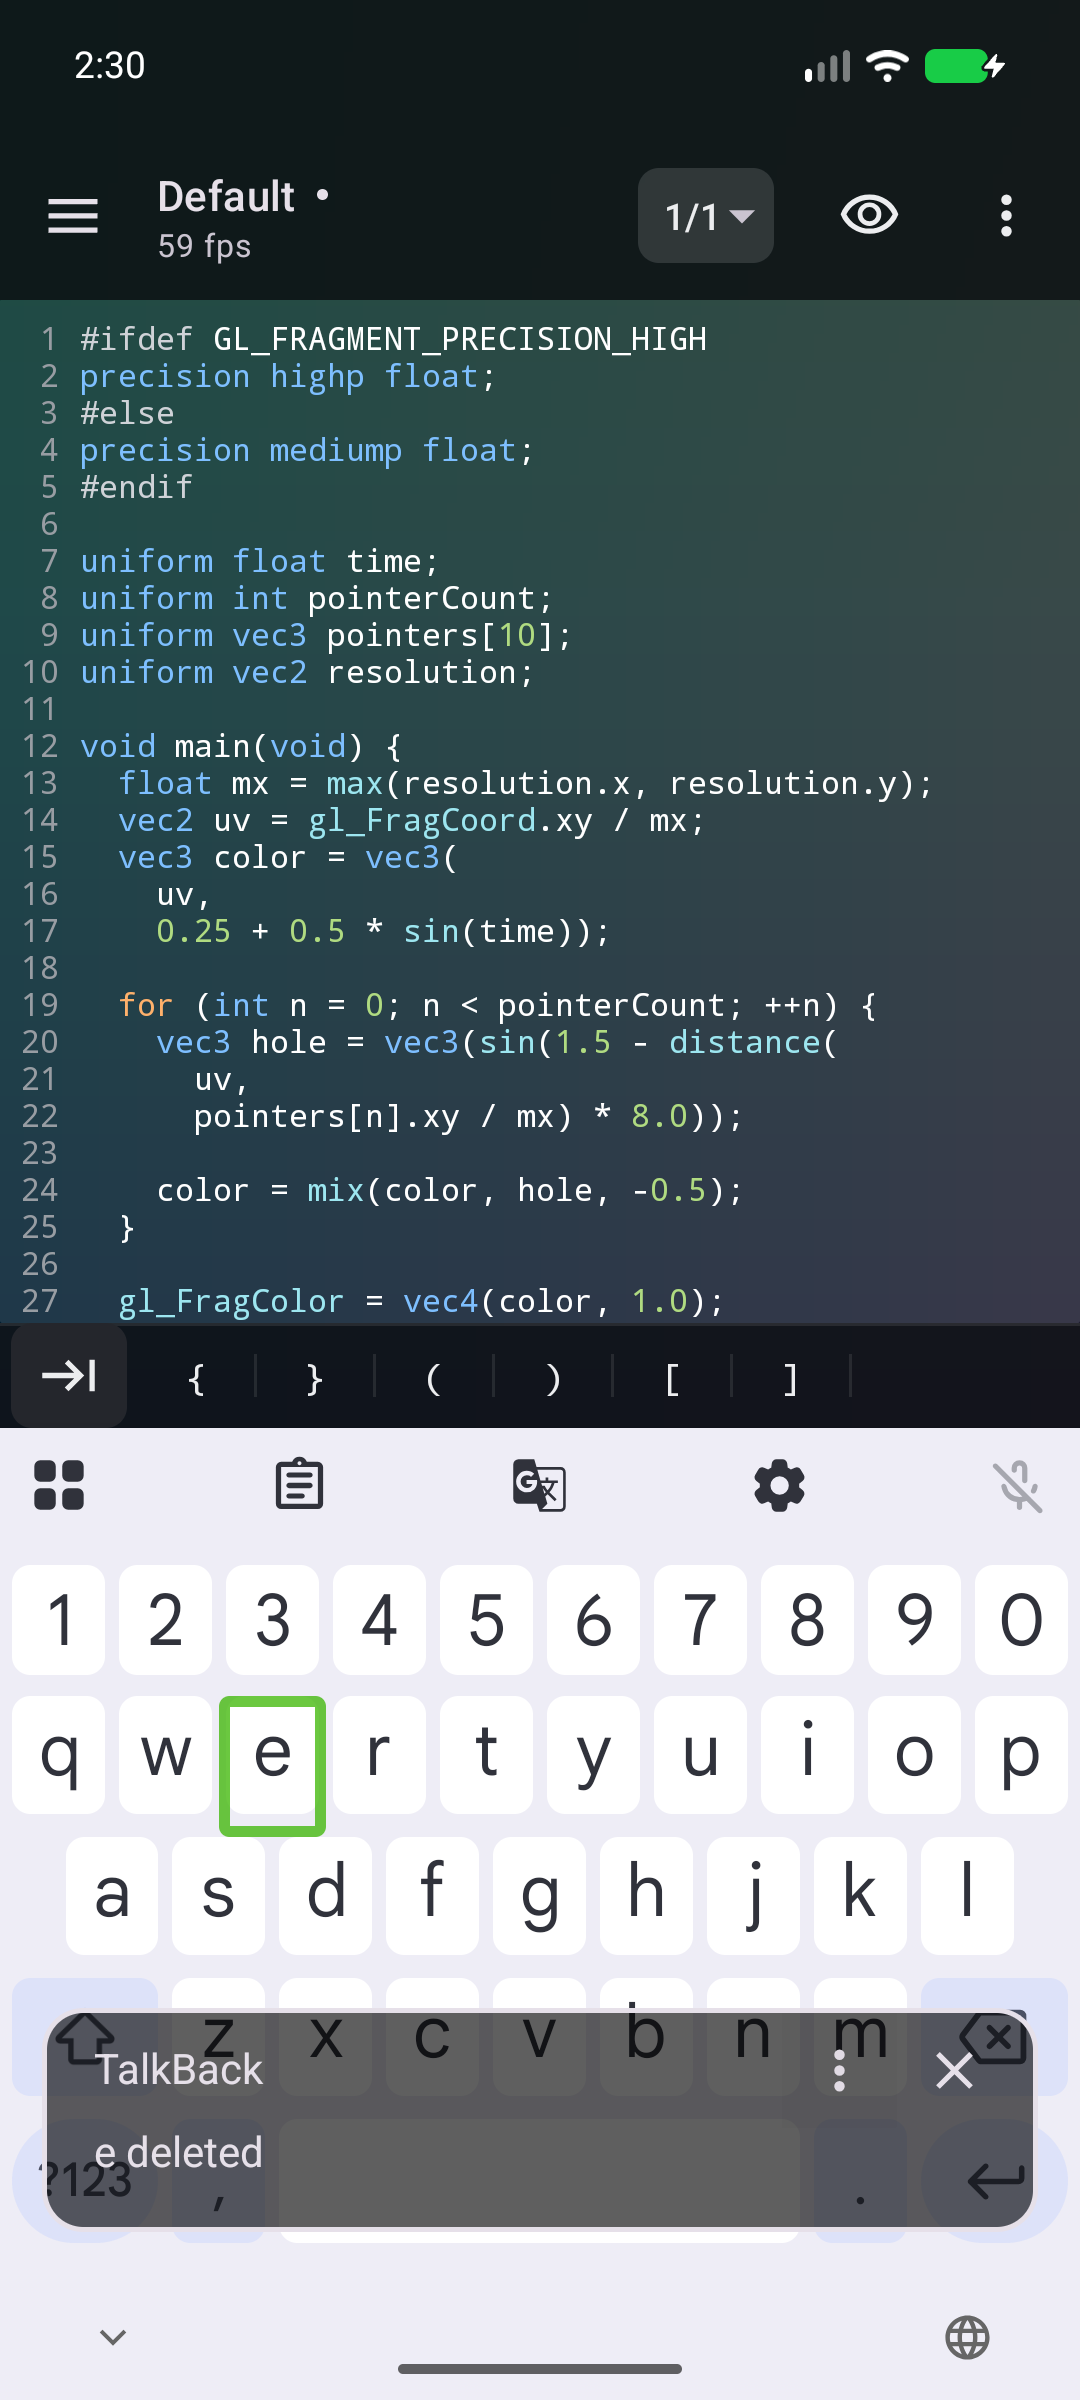 2:30
Default •
59 fps
1/1
1 #ifdef GL_FRAGMENT_PRECISION_HIGH
2 precision highp float;
3 #else
4 precision mediump float;
5 #endif
6
7 uniform float time;
8 uniform int pointerCount;
9 uniform vec3 pointers[10];
10 uniform vec2 resolution;
11
12 void main(void) {
13   float mx = max(resolution.x, resolution.y);
14   vec2 uv = gl_FragCoord.xy / mx;
15   vec3 color = vec3(
16     uv,
17     0.25 + 0.5 * sin(time));
18
19   for (int n = 0; n < pointerCount; ++n) {
20     vec3 hole = vec3(sin(1.5 - distance(
21       uv,
22       pointers[n].xy / mx) * 8.0));
23
24     color = mix(color, hole, -0.5);
25   }
26
27   gl_FragColor = vec4(color, 1.0);
{ } ( ) [ ]
1 2 3 4 5 6 7 8 9 0
q w e r t y u i o p
a s d f g h j k l
z x c v b n m
TalkBack
e deleted
?123 , .